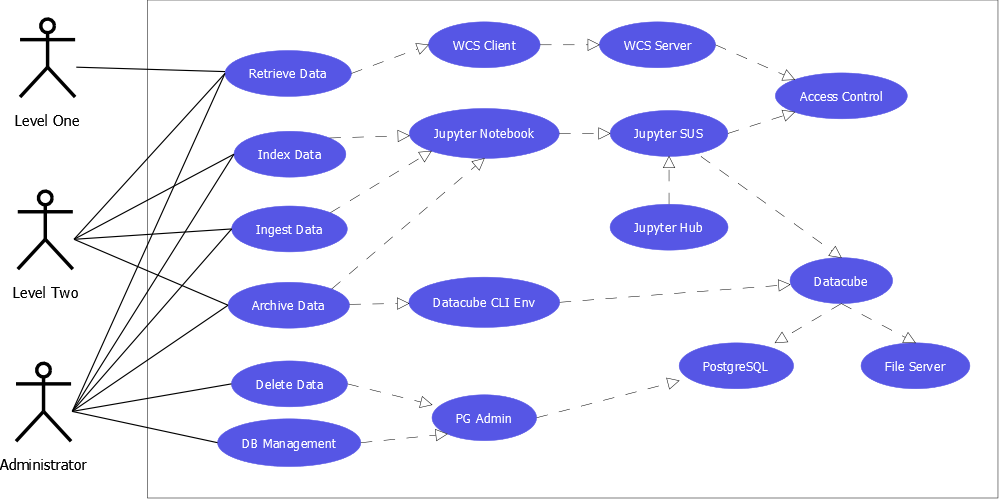 Level One
Level Two
Administrator
Retrieve Data
WCS Client
WCS Server
Access Control
Index Data
Jupyter Notebook
Jupyter SUS
Ingest Data
Jupyter Hub
Archive Data
Datacube CLI Env
Datacube
Delete Data
PG Admin
PostgreSQL
File Server
DB Management